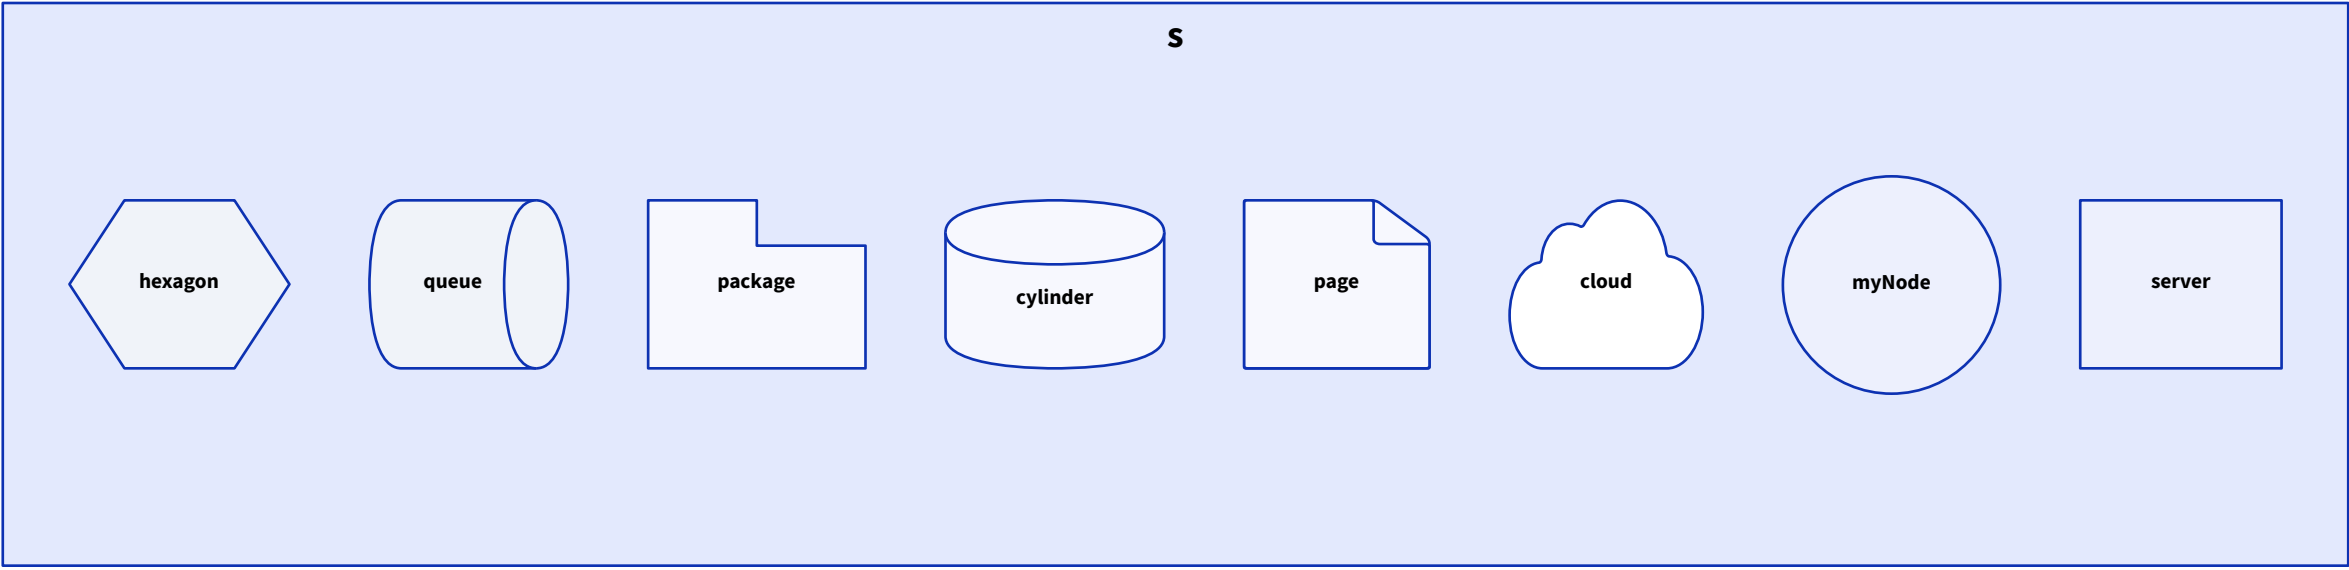 s
hexagon
queue
package
cylinder
page
cloud
myNode
server